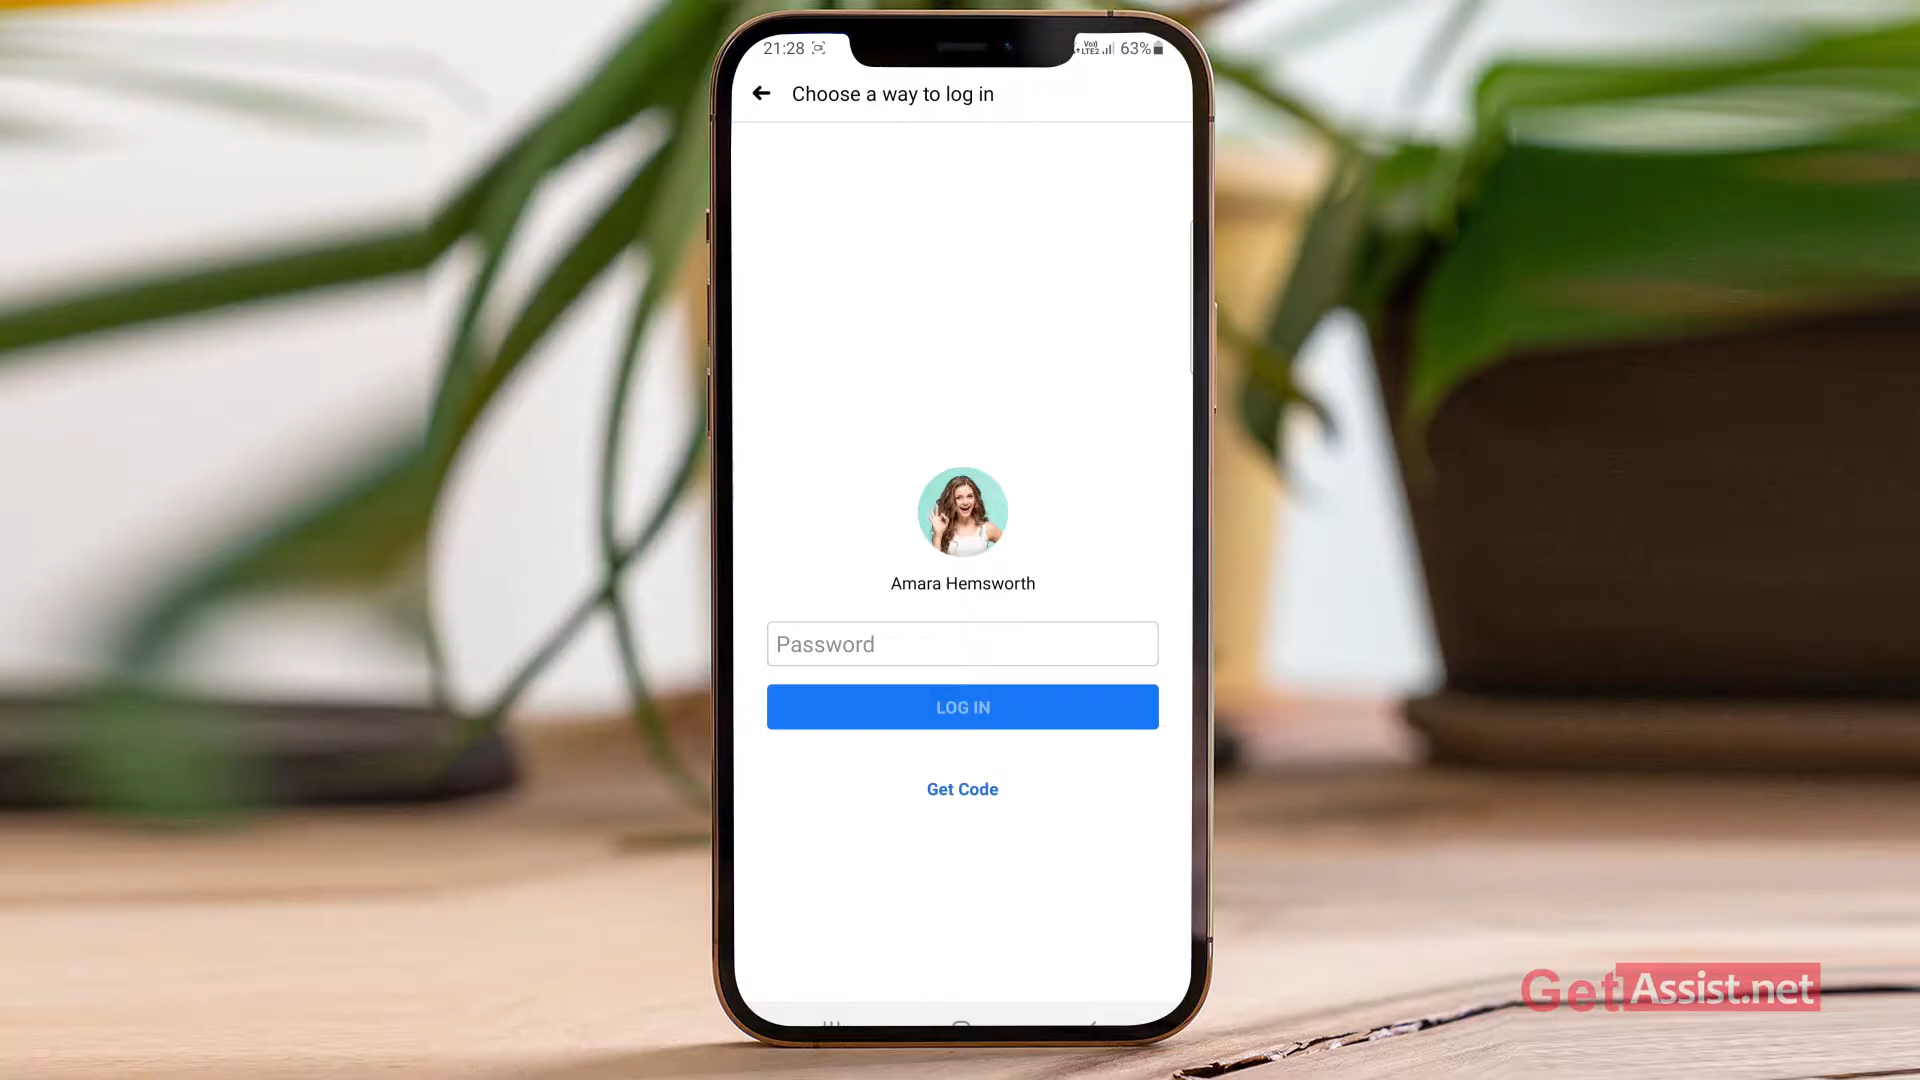 21:28 63%
Choose a way to log in
Amara Hemsworth
Password
LOG IN
Get Code
GetAssist.net